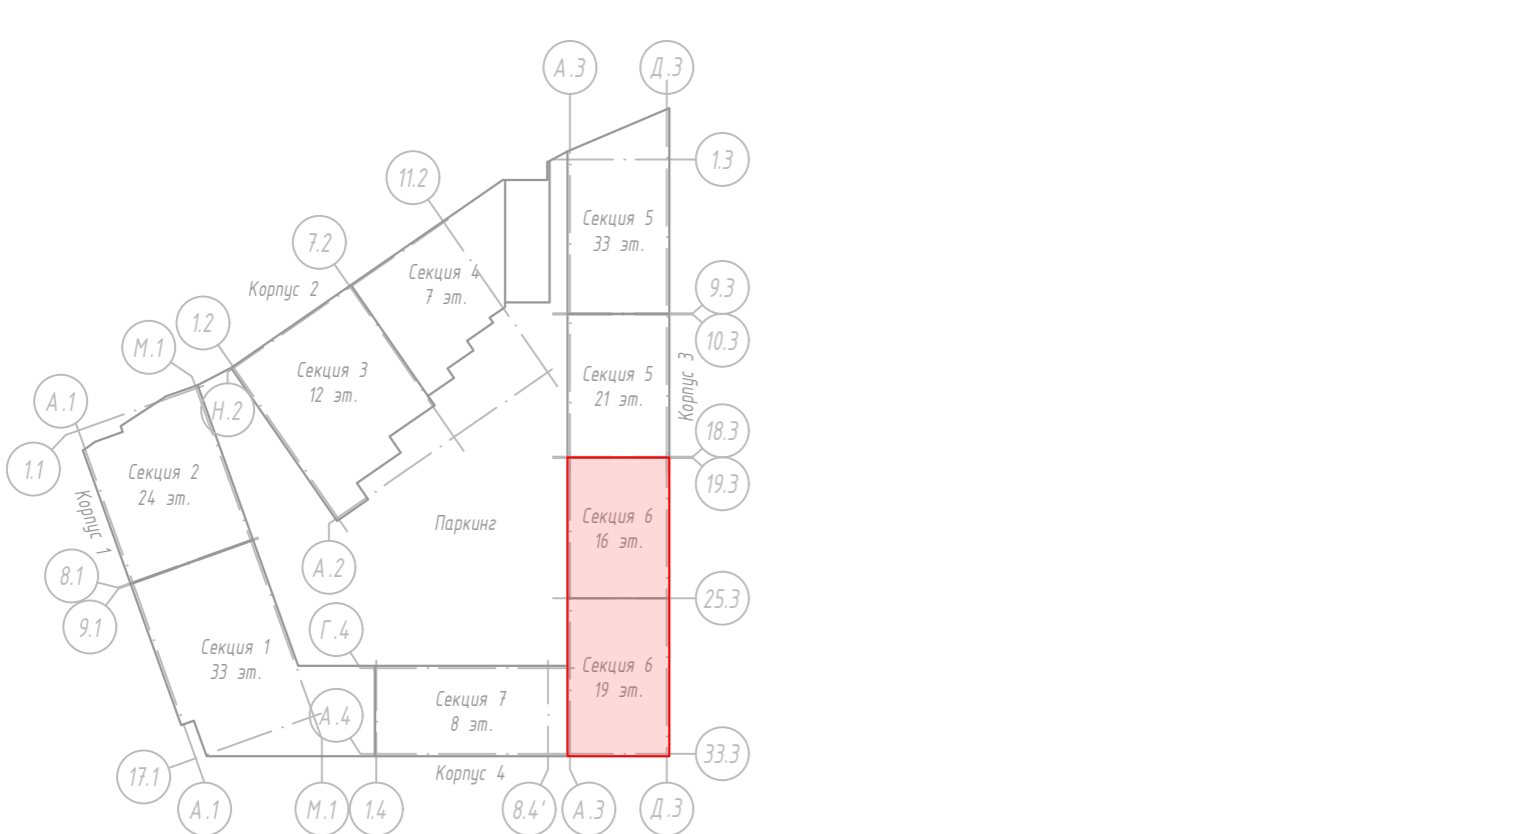 А.3
Д.3
1.3
11.2
Секция 5
33 эт.
7.2
Секция 4
7 эт.
Корпус 2
9.3
1.2
10.3
М.1
Секция 3
12 эт.
Секция 5
21 эт.
Корпус 3
А.1
Н.2
18.3
1.1
Секция 2
24 эт.
19.3
Корпус 1
Паркинг
Секция 6
16 эт.
А.2
8.1
25.3
9.1
Г.4
Секция 1
33 эт.
Секция 6
19 эт.
Секция 7
8 эт.
А.4
33.3
17.1
Корпус 4
А.1
М.1
1.4
8.4'
А.3
Д.3